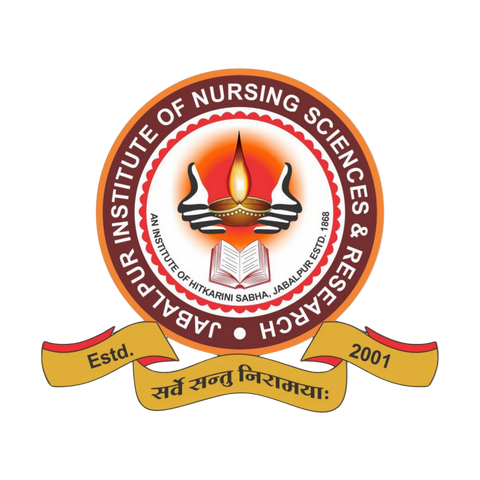 JABALPUR INSTITUTE OF NURSING SCIENCES & RESEARCH
AN INSTITUTE OF HITKARINI SABHA, JABALPUR ESTD. 1868
Estd.
2001
सर्वे सन्तु निरामयाः